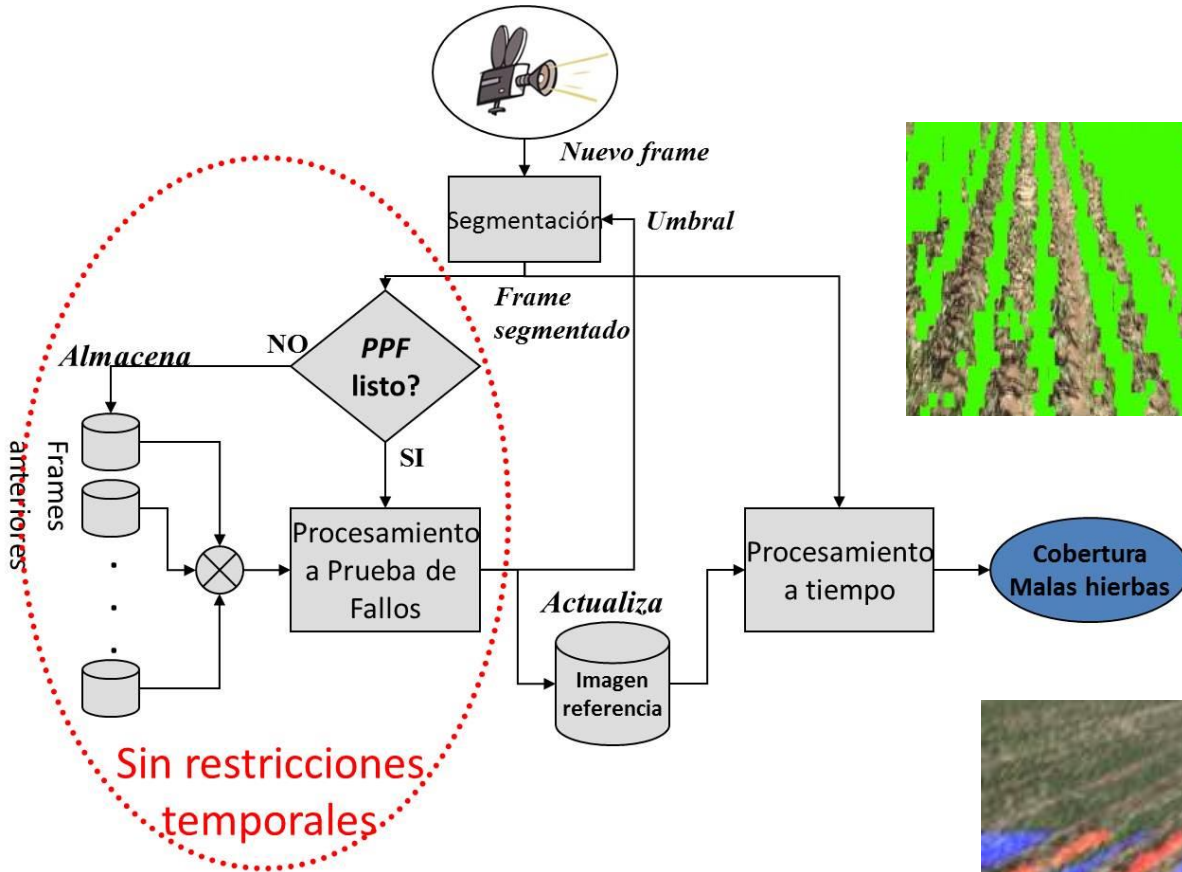 Nuevo frame
Segmentación
Umbral
Frame
segmentado
NO
PPF
listo?
Almacena
SI
Frames
anteriores
Procesamiento
a Prueba de
Fallos
Actualiza
Imagen
referencia
Procesamiento
a tiempo
Cobertura
Malas hierbas
Sin restricciones
temporales